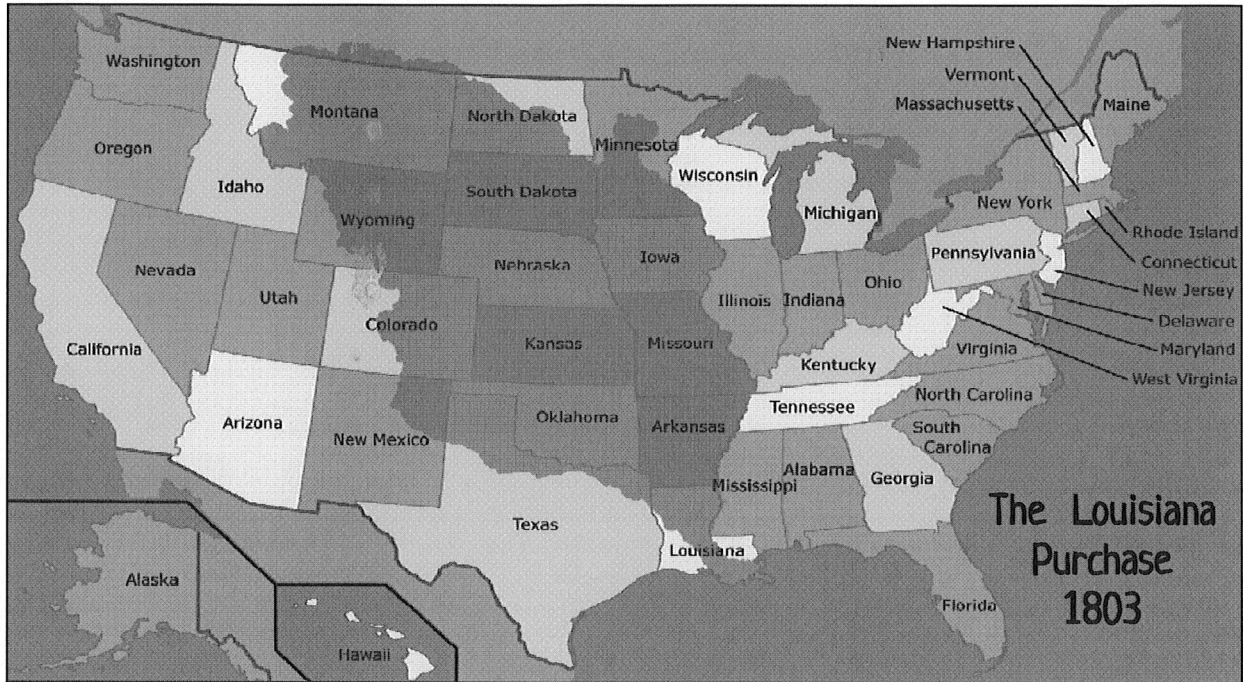 New Hampshire
Vermont
Massachusetts
Maine
Washington
Montana
North Dakota
Minnesota
Oregon
Idaho
Wisconsin
South Dakota
Michigan
New York
Wyoming
Rhode Island
Pennsylvania
Connecticut
Nevada
Nebraska
Iowa
Ohio
New Jersey
Utah
Illinois
Indiana
Delaware
California
Colorado
Kansas
Missouri
Virginia
Maryland
Kentucky
West Virginia
North Carolina
Tennessee
Arizona
Oklahoma
Arkansas
South
Carolina
New Mexico
Alabama
Georgia
Mississippi
Texas
Louisiana
The Louisiana
Purchase
1803
Alaska
Florida
Hawaii